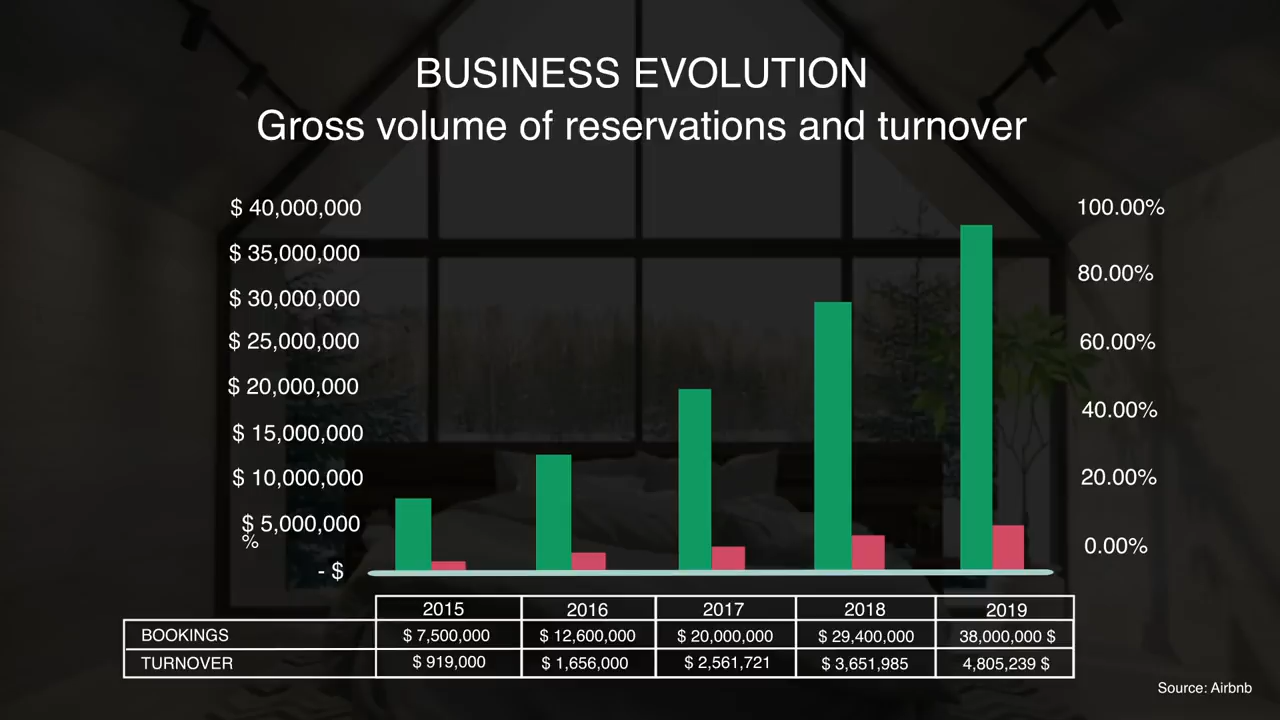 BUSINESS EVOLUTION
Gross volume of reservations and turnover
$ 40,000,000
$ 35,000,000
$ 30,000,000
$ 25,000,000
$ 20,000,000
$ 15,000,000
$ 10,000,000
$ 5,000,000
%
- $
100.00%
80.00%
60.00%
40.00%
20.00%
0.00%
2015 2016 2017 2018 2019
BOOKINGS $ 7,500,000 $ 12,600,000 $ 20,000,000 $ 29,400,000 38,000,000 $
TURNOVER $ 919,000 $ 1,656,000 $ 2,561,721 $ 3,651,985 4,805,239 $
Source: Airbnb